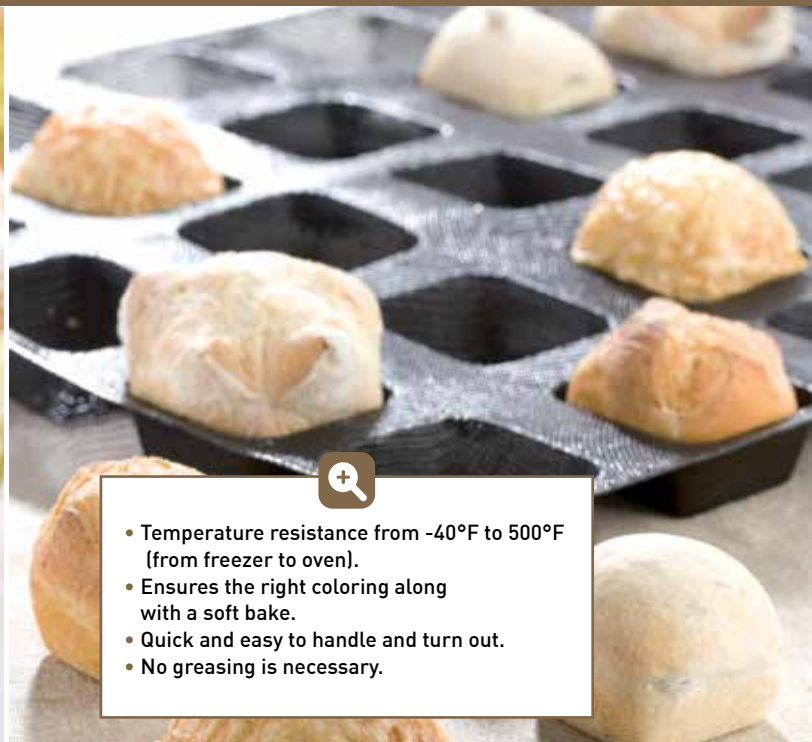 • Temperature resistance from -40°F to 500°F
(from freezer to oven).
• Ensures the right coloring along
with a soft bake.
• Quick and easy to handle and turn out.
• No greasing is necessary.